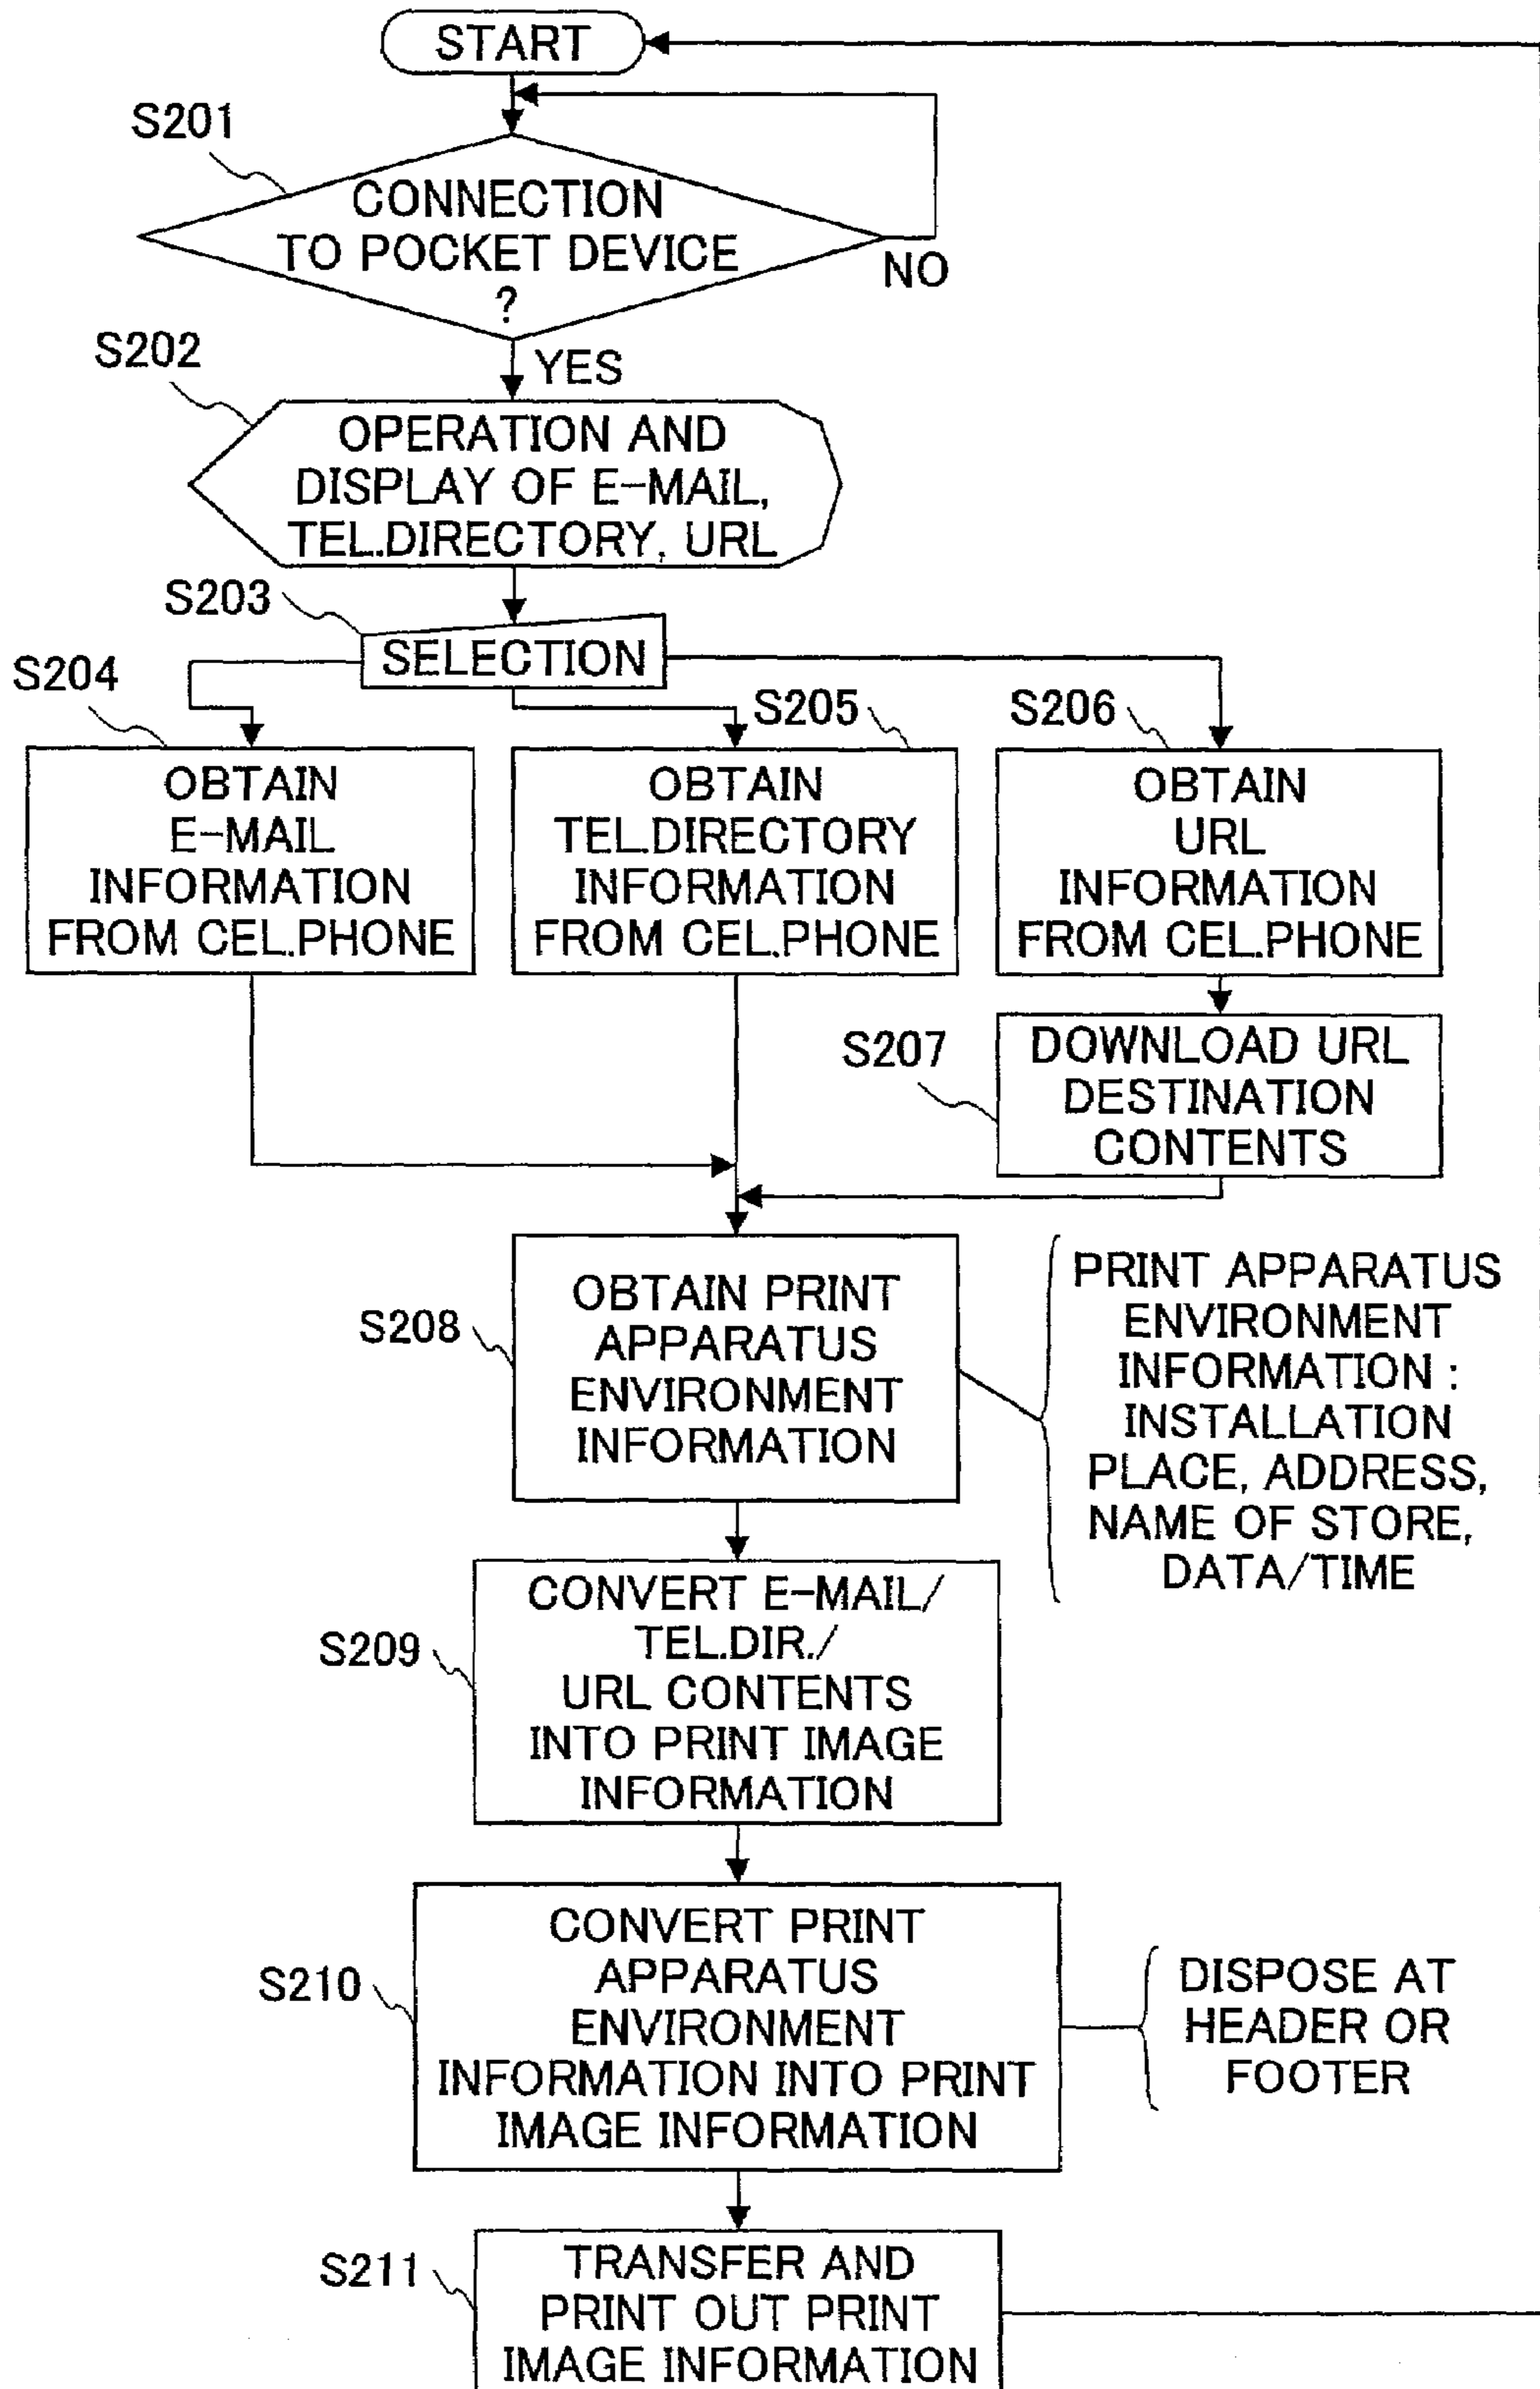 START
S201
CONNECTION
TO POCKET DEVICE
?
NO
YES
S202
OPERATION AND
DISPLAY OF E-MAIL,
TEL.DIRECTORY, URL
S203
SELECTION
S204
OBTAIN
E-MAIL
INFORMATION
FROM CEL.PHONE
S205
OBTAIN
TEL.DIRECTORY
INFORMATION
FROM CEL.PHONE
S206
OBTAIN
URL
INFORMATION
FROM CEL.PHONE
S207
DOWNLOAD URL
DESTINATION
CONTENTS
S208
OBTAIN PRINT
APPARATUS
ENVIRONMENT
INFORMATION
PRINT APPARATUS
ENVIRONMENT
INFORMATION :
INSTALLATION
PLACE, ADDRESS,
NAME OF STORE,
DATA/TIME
S209
CONVERT E-MAIL/
TEL.DIR./
URL CONTENTS
INTO PRINT IMAGE
INFORMATION
S210
CONVERT PRINT
APPARATUS
ENVIRONMENT
INFORMATION INTO PRINT
IMAGE INFORMATION
DISPOSE AT
HEADER OR
FOOTER
S211
TRANSFER AND
PRINT OUT PRINT
IMAGE INFORMATION